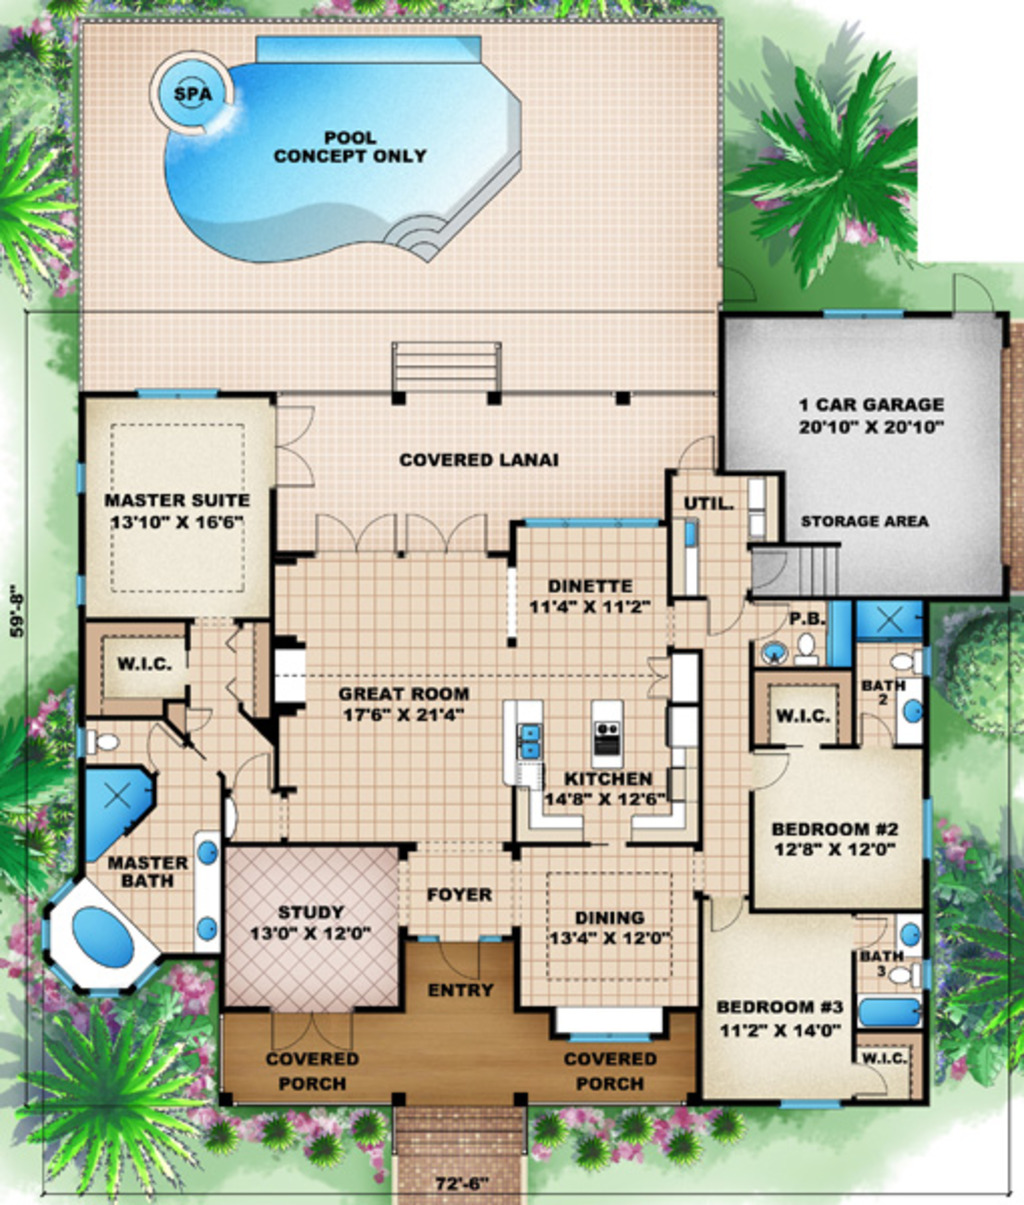 SPA
POOL
CONCEPT ONLY
1 CAR GARAGE
20'10" X 20'10"
COVERED LANAI
MASTER SUITE
13'10" X 16'6"
UTIL.
STORAGE AREA
DINETTE
11'4" X 11'2"
59'-8"
P.B.
W.I.C.
BATH
2
GREAT ROOM
17'6" X 21'4"
W.I.C.
KITCHEN
14'8" X 12'6"
BEDROOM #2
12'8" X 12'0"
MASTER
BATH
FOYER
STUDY
13'0" X 12'0"
DINING
13'4" X 12'0"
BATH
3
ENTRY
BEDROOM #3
11'2" X 14'0"
COVERED
PORCH
COVERED
PORCH
W.I.C.
72'-6"